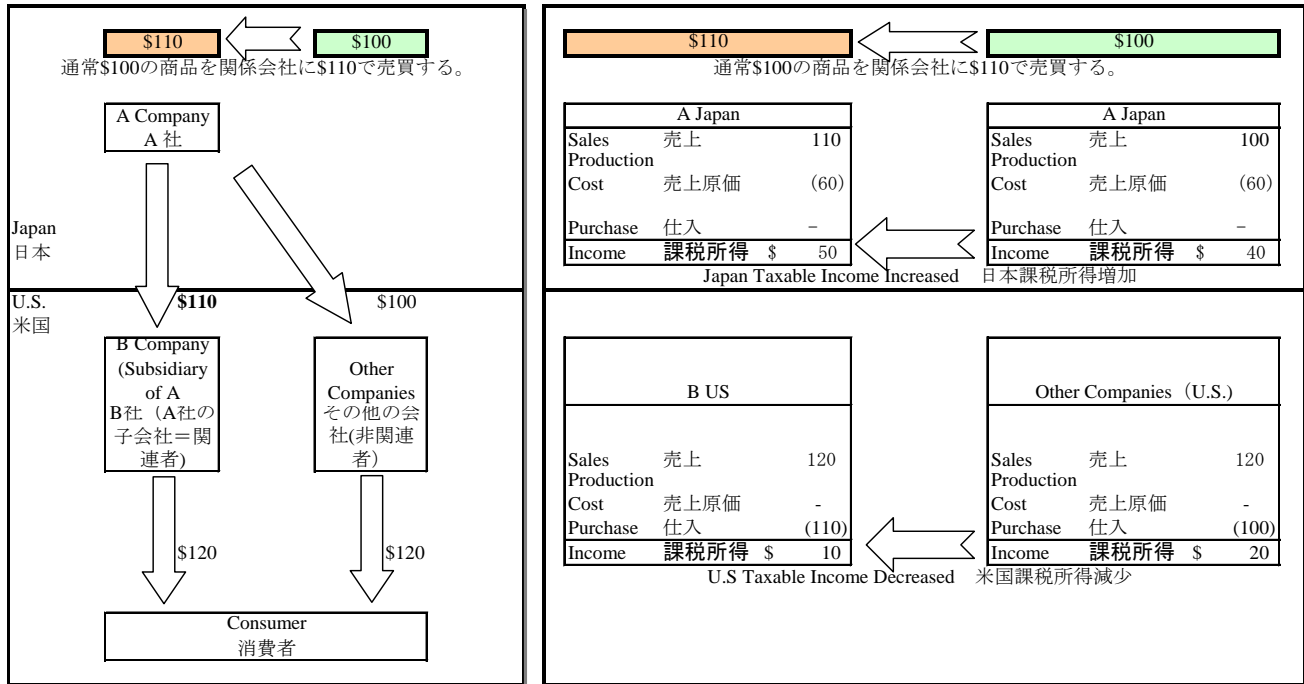 $110 $100
通常$100の商品を関係会社に$110で売買する。
A Company
A 社
Japan
日本
U.S.
米国
$110 $100
B Company
(Subsidiary
of A
B社（A社の
子会社＝関
連者)
Other
Companies
その他の会
社(非関連
者）
$120 $120
Consumer
消費者
$110 $100
通常$100の商品を関係会社に$110で売買する。
A Japan
Sales 売上 110
Production
Cost 売上原価 (60)
Purchase 仕入 -
Income 課税所得 $ 50
A Japan
Sales 売上 100
Production
Cost 売上原価 (60)
Purchase 仕入 -
Income 課税所得 $ 40
Japan Taxable Income Increased 日本課税所得増加
B US
Sales 売上 120
Production
Cost 売上原価 -
Purchase 仕入 (110)
Income 課税所得 $ 10
Other Companies（U.S.)
Sales 売上 120
Production
Cost 売上原価 -
Purchase 仕入 (100)
Income 課税所得 $ 20
U.S Taxable Income Decreased 米国課税所得減少